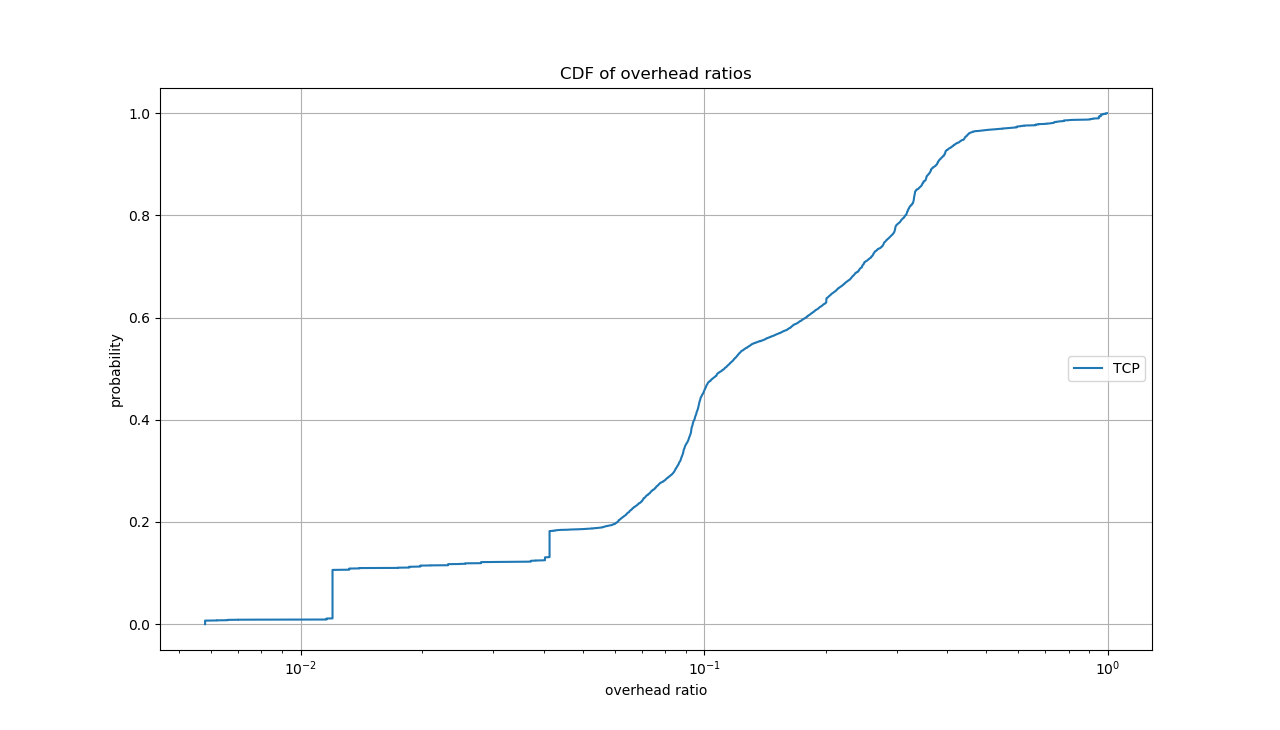 CDF of overhead ratios
1.0
0.8
0.6
0.4
0.2
0.0
probability
TCP
10⁻² 10⁻¹ 10⁰
overhead ratio